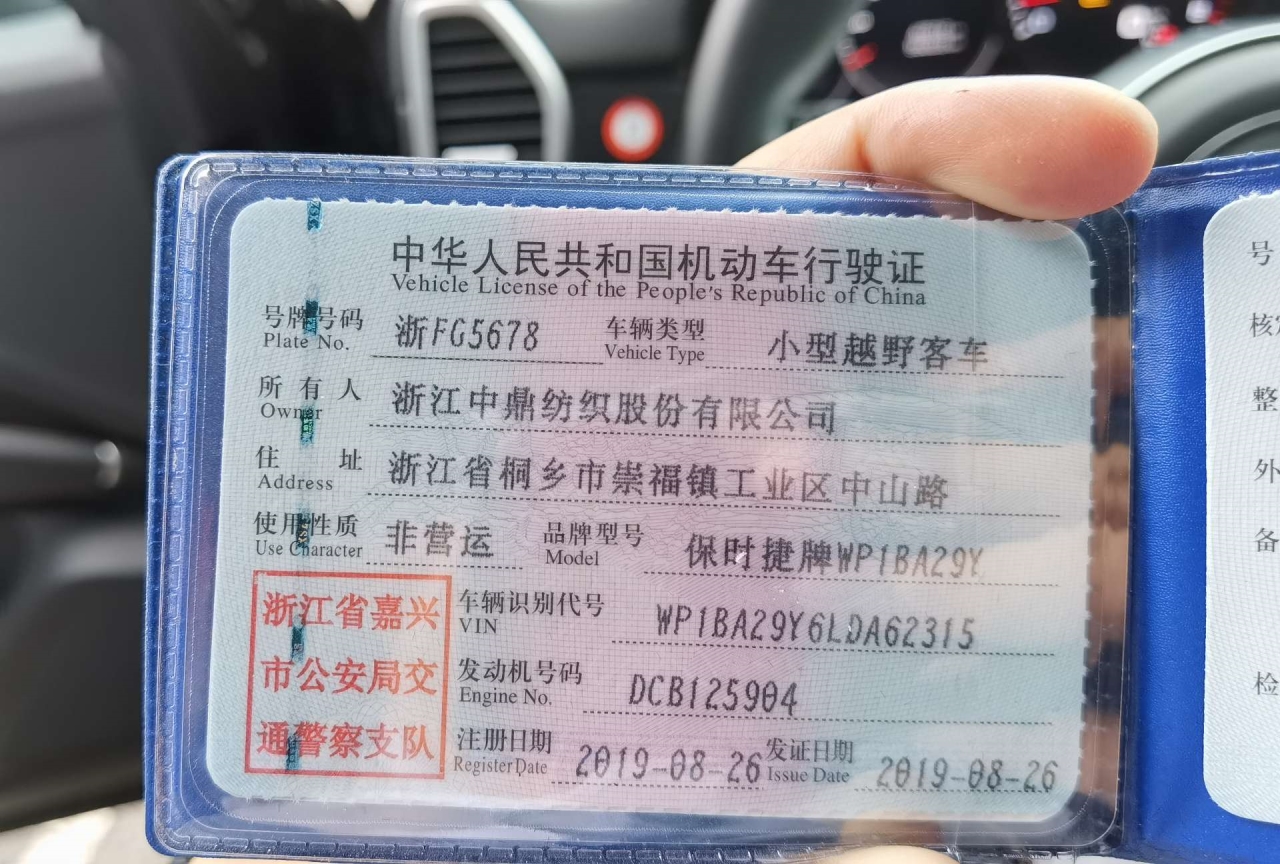 中华人民共和国机动车行驶证
Vehicle License of the People's Republic of China
号牌号码 浙FG5678 车辆类型 小型越野客车
Plate No. Vehicle Type
所有人 浙江中鼎纺织股份有限公司
Owner
住址 浙江省桐乡市崇福镇工业区中山路
Address
使用性质 非营运 品牌型号 保时捷牌WP1BA29Y
Use Character Model
浙江省嘉兴
市公安局交
通警察支队
车辆识别代号 WP1BA29Y6LDA62315
VIN
发动机号码 DCB125904
Engine No.
注册日期 2019-08-26 发证日期 2019-08-26
Register Date Issue Date
号
核
整
外
备
检